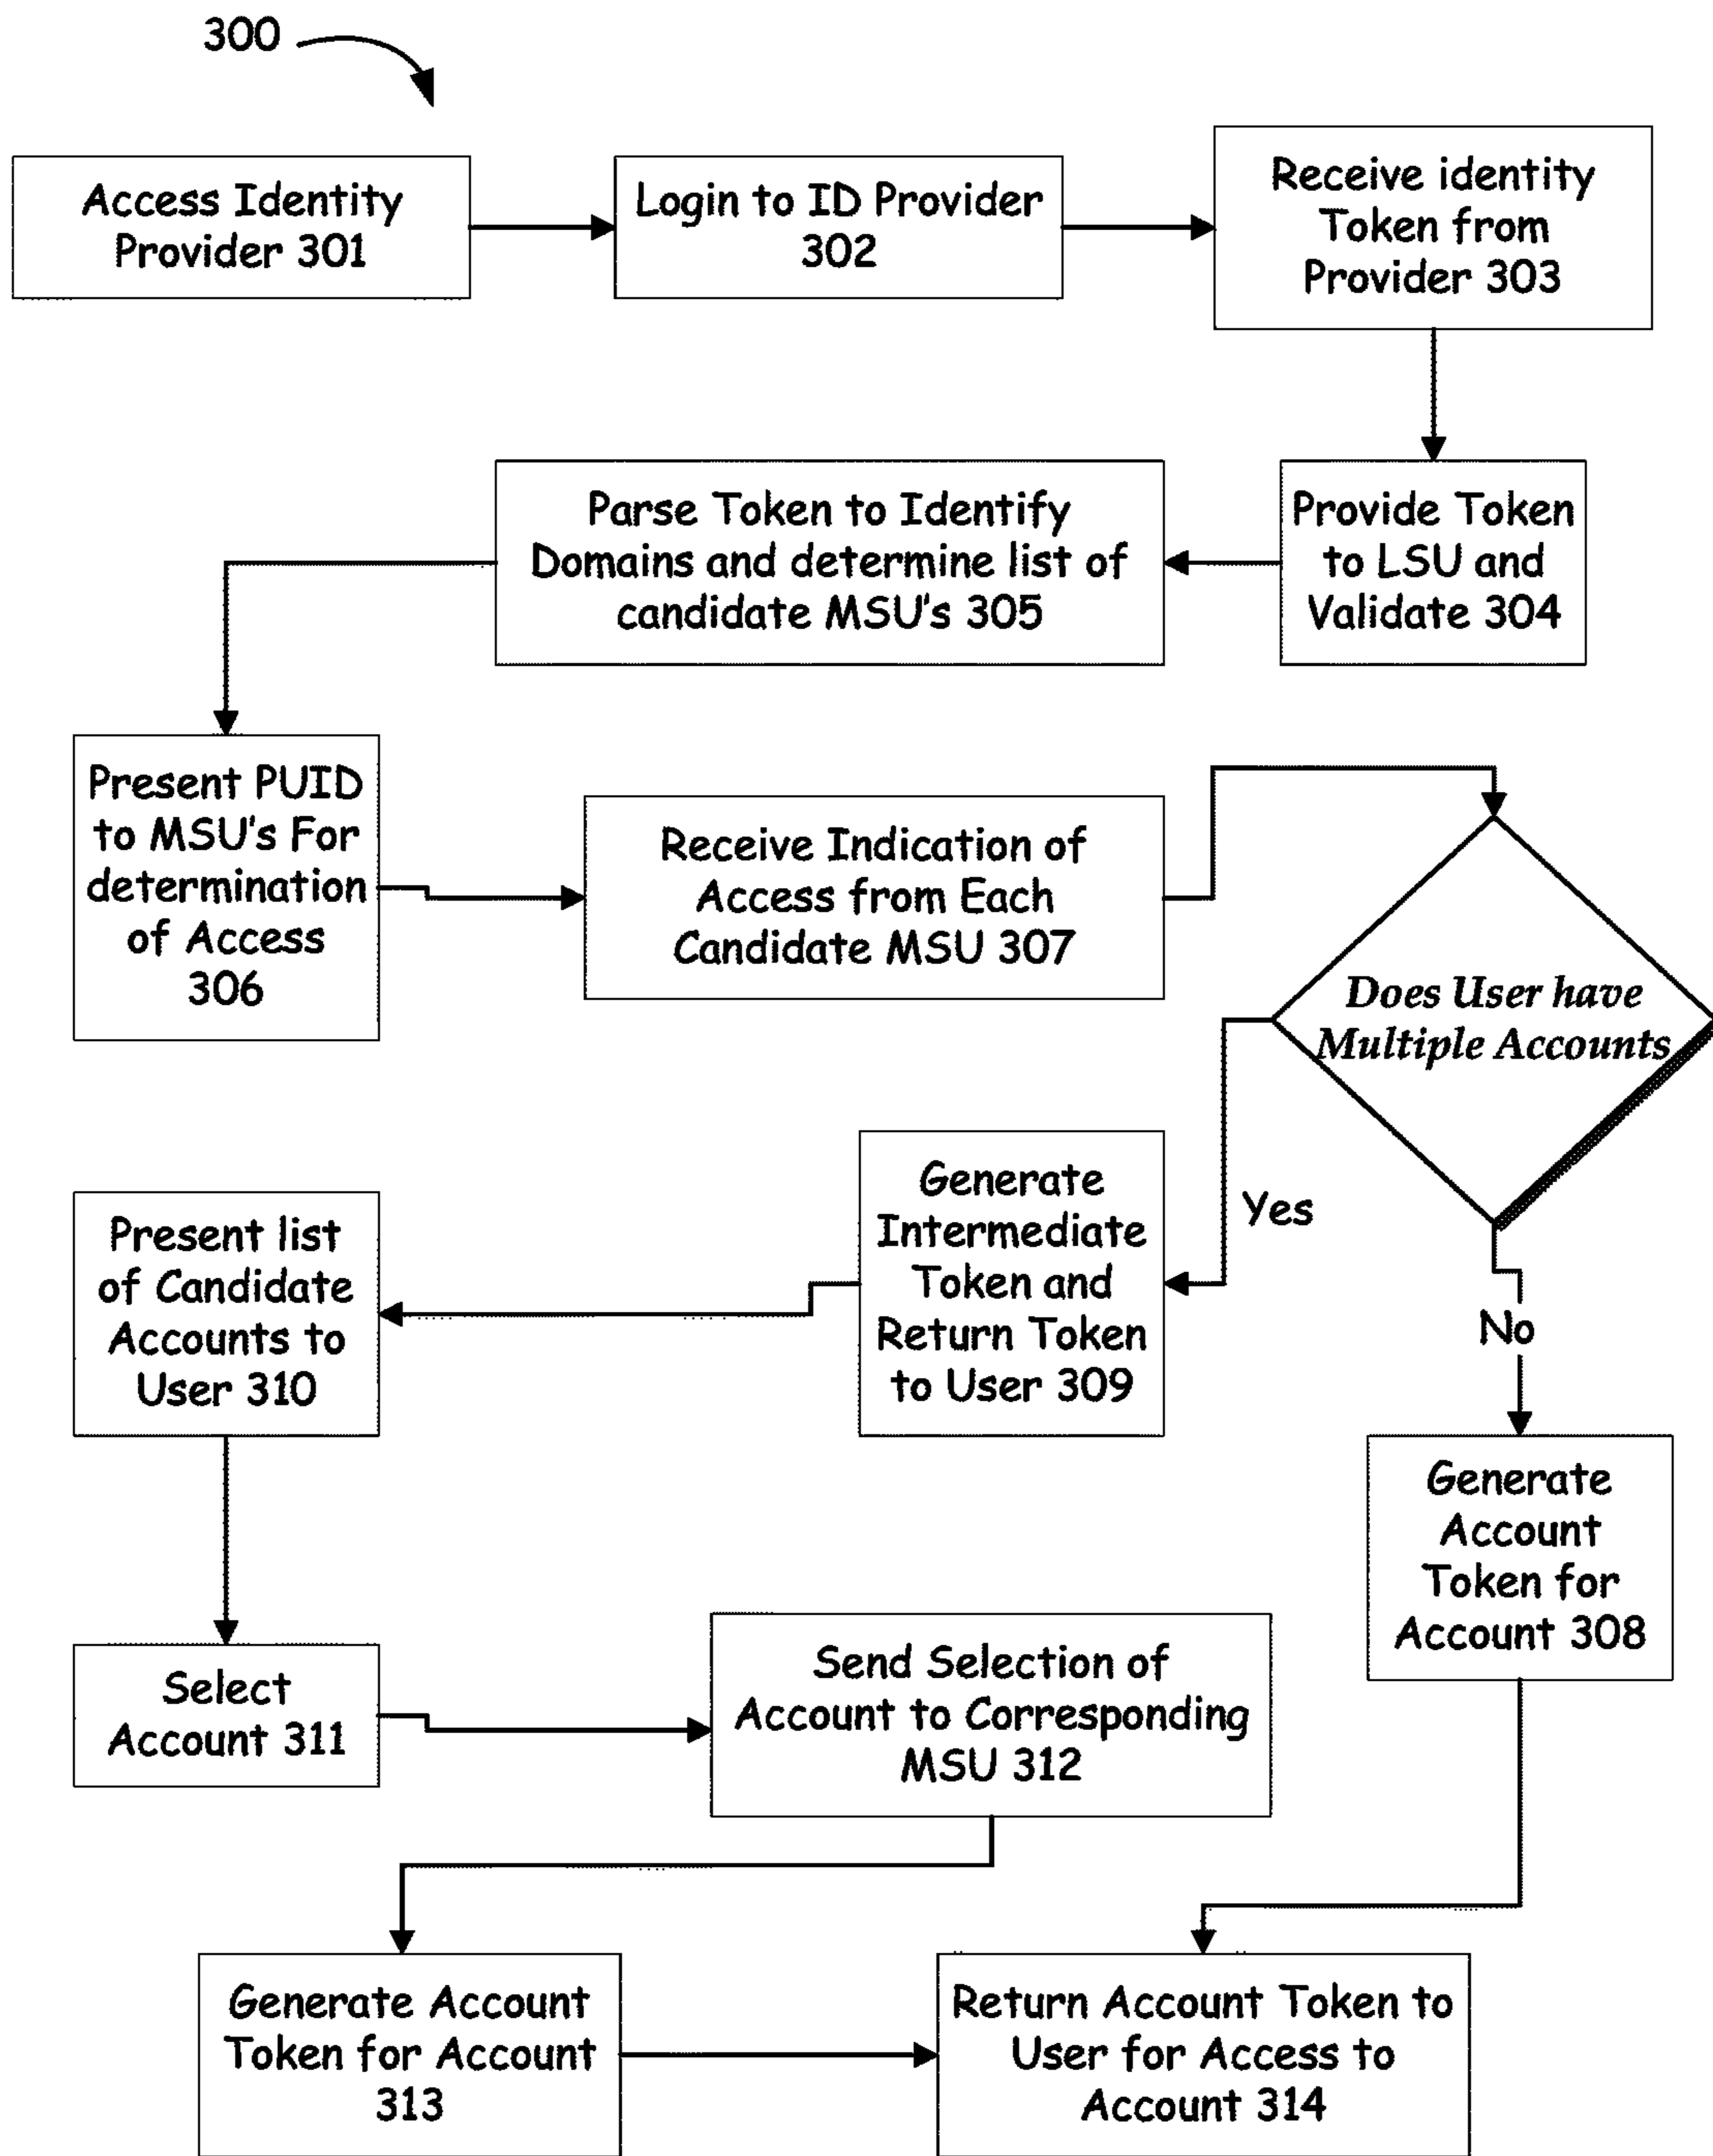 300
Access Identity
Provider 301
Login to ID Provider
302
Receive identity
Token from
Provider 303
Provide Token
to LSU and
Validate 304
Parse Token to Identify
Domains and determine list of
candidate MSU's 305
Present PUID
to MSU's For
determination
of Access
306
Receive Indication of
Access from Each
Candidate MSU 307
Does User have
Multiple Accounts
Yes
No
Generate
Account
Token for
Account 308
Generate
Intermediate
Token and
Return Token
to User 309
Present list
of Candidate
Accounts to
User 310
Select
Account 311
Send Selection of
Account to Corresponding
MSU 312
Generate Account
Token for Account
313
Return Account Token to
User for Access to
Account 314